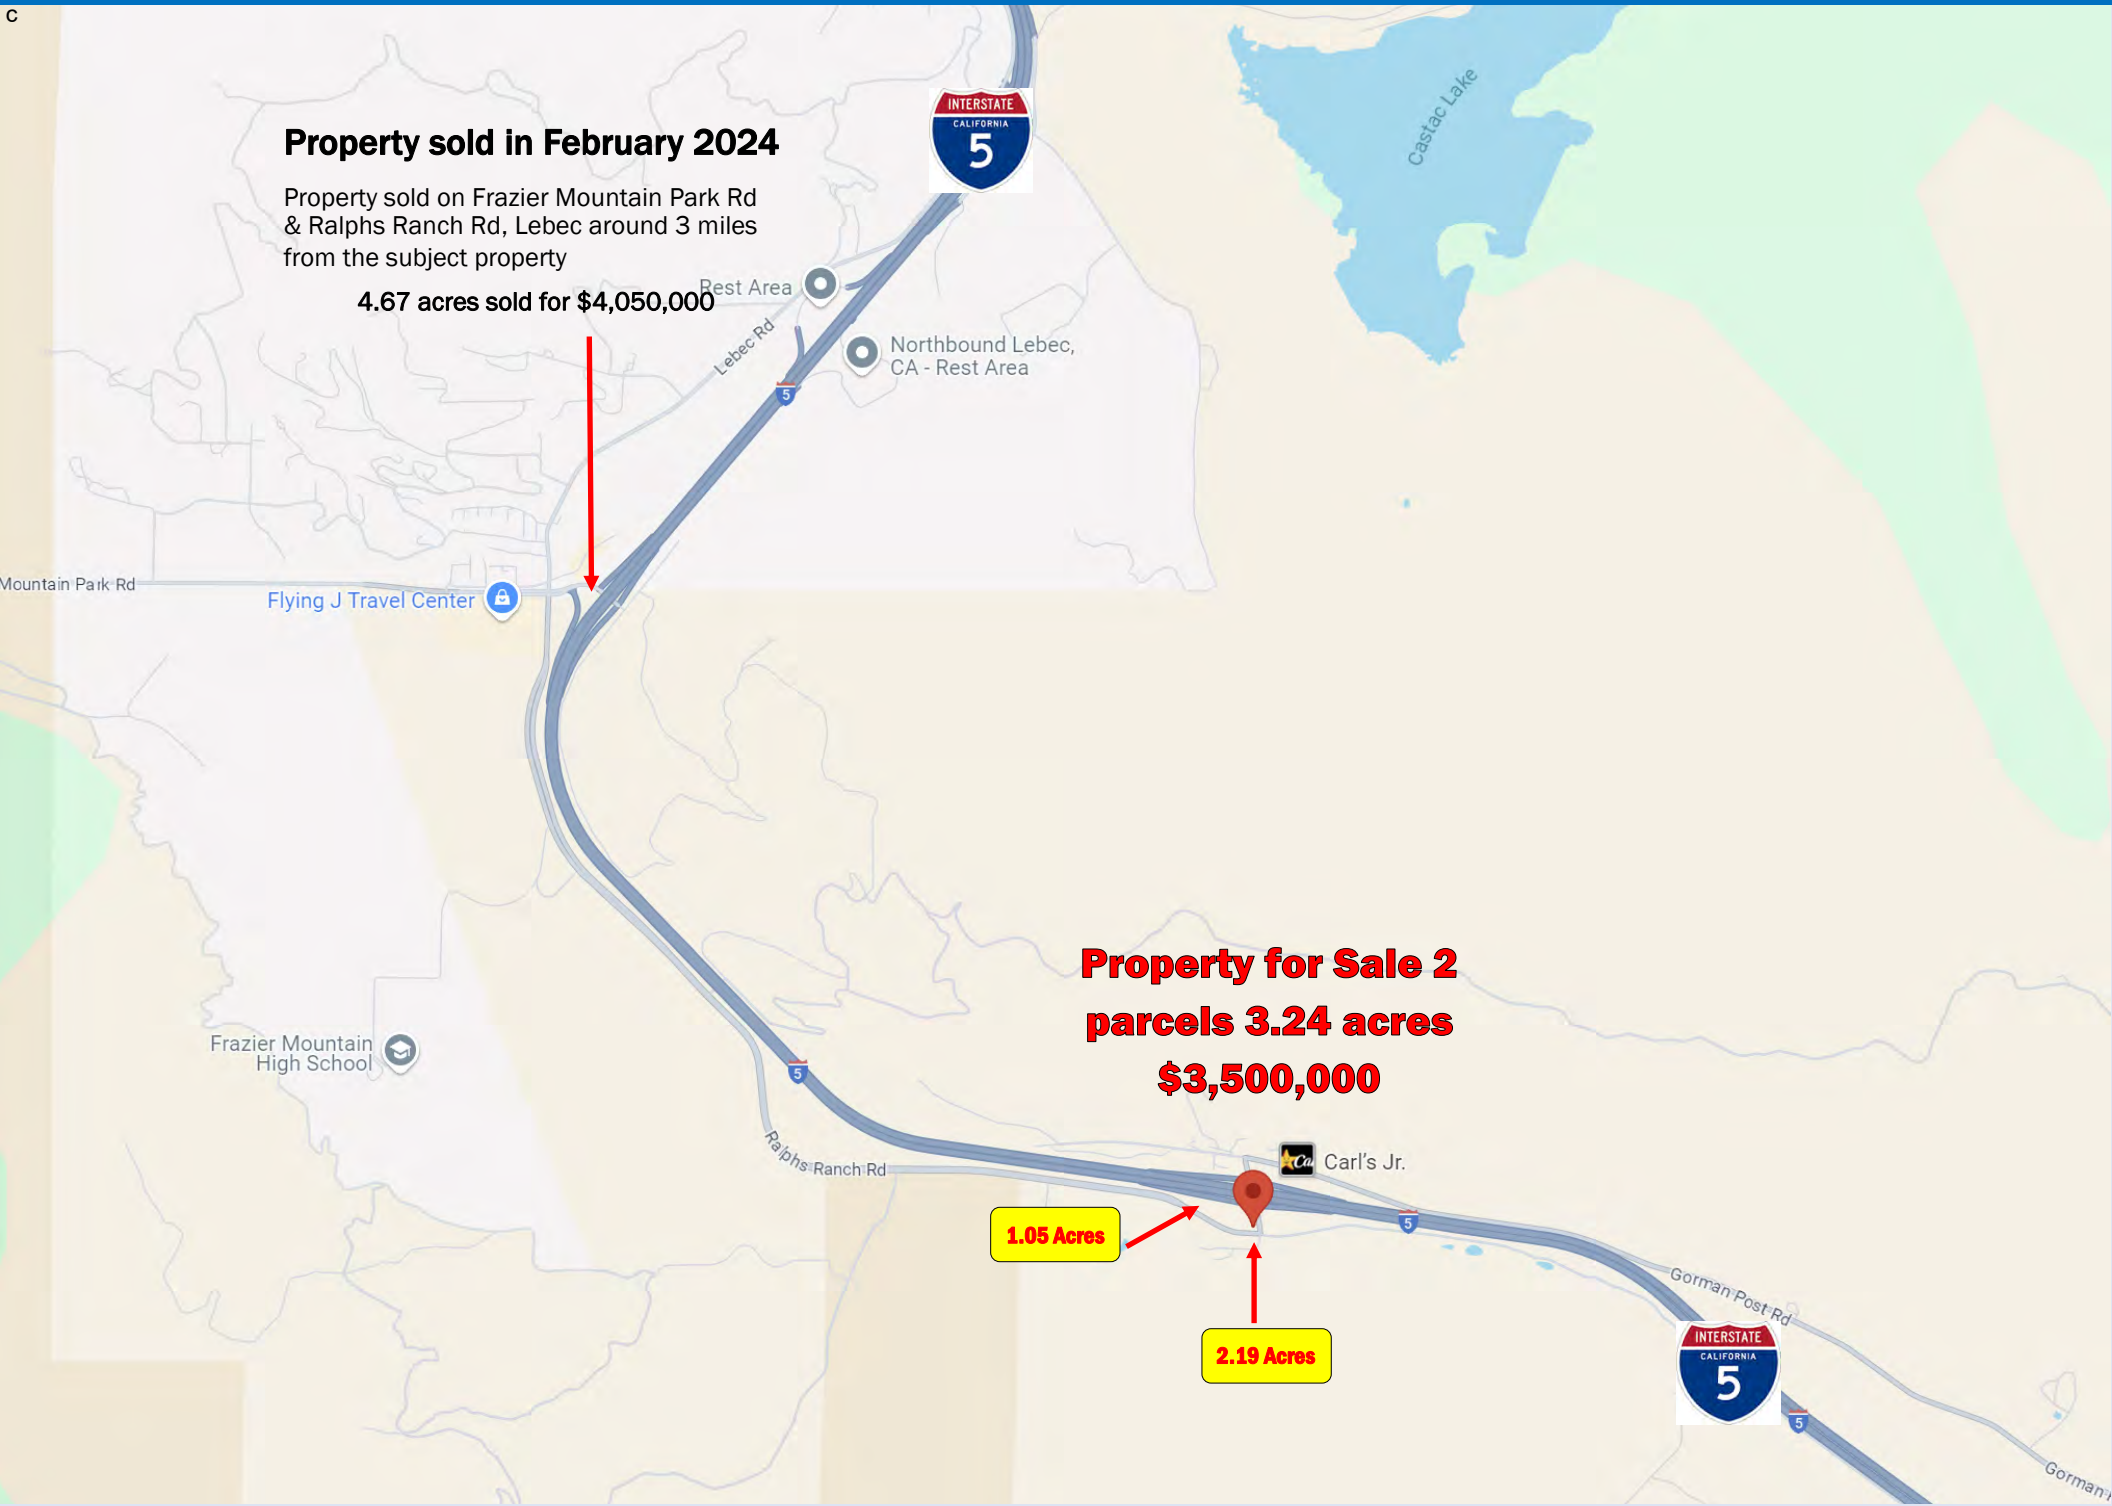 c
INTERSTATE
CALIFORNIA
5
Castac Lake
Property sold in February 2024
Property sold on Frazier Mountain Park Rd
& Ralphs Ranch Rd, Lebec around 3 miles
from the subject property
Rest Area
4.67 acres sold for $4,050,000
Lebec Rd
Northbound Lebec,
CA - Rest Area
5
Mountain Park Rd
Flying J Travel Center
Property for Sale 2
parcels 3.24 acres
$3,500,000
Frazier Mountain
High School
5
Ralphs Ranch Rd
Carl's Jr.
1.05 Acres
5
2.19 Acres
Gorman Post Rd
INTERSTATE
CALIFORNIA
5
5
Gorman